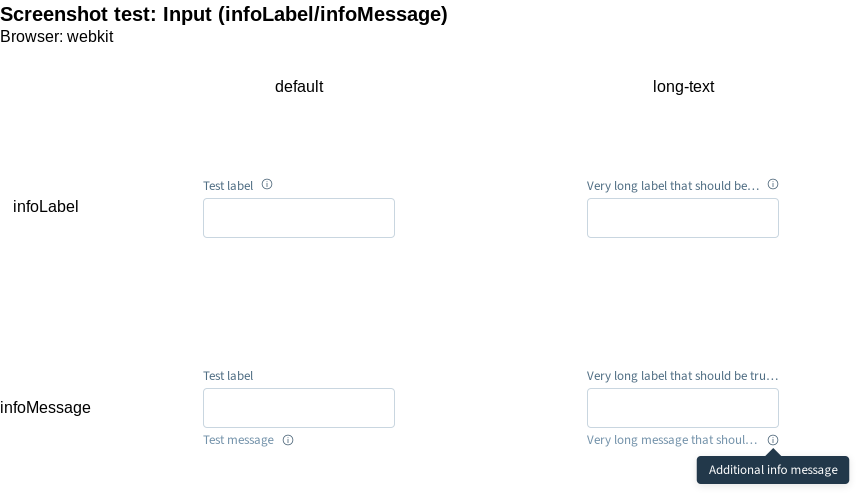 Screenshot test: Input (infoLabel/infoMessage)
Browser: webkit
default
long-text
infoLabel
Test label
Very long label that should be...
infoMessage
Test label
Very long label that should be tru...
Test message
Very long message that shoul...
Additional info message